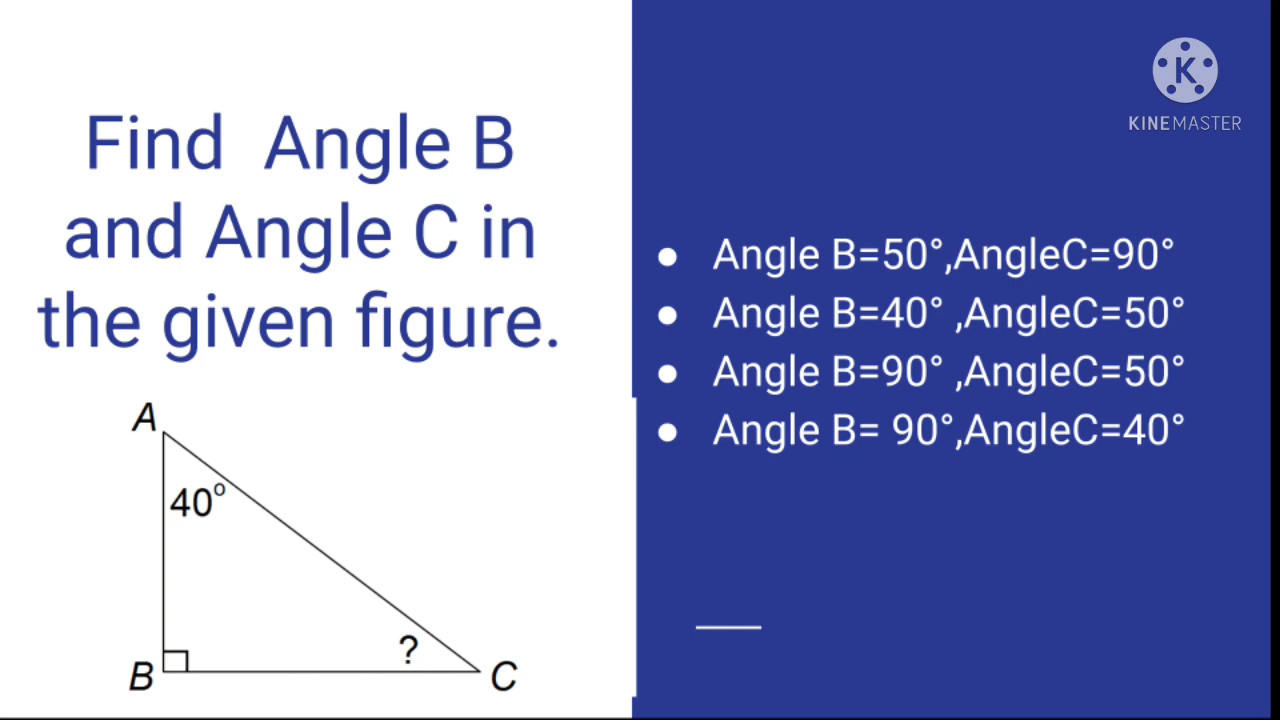 Find  Angle B
and Angle C in
the given figure.
A
40°
B
?
C
KINEMASTER
● Angle B=50°,AngleC=90°
● Angle B=40° ,AngleC=50°
● Angle B=90° ,AngleC=50°
● Angle B= 90°,AngleC=40°